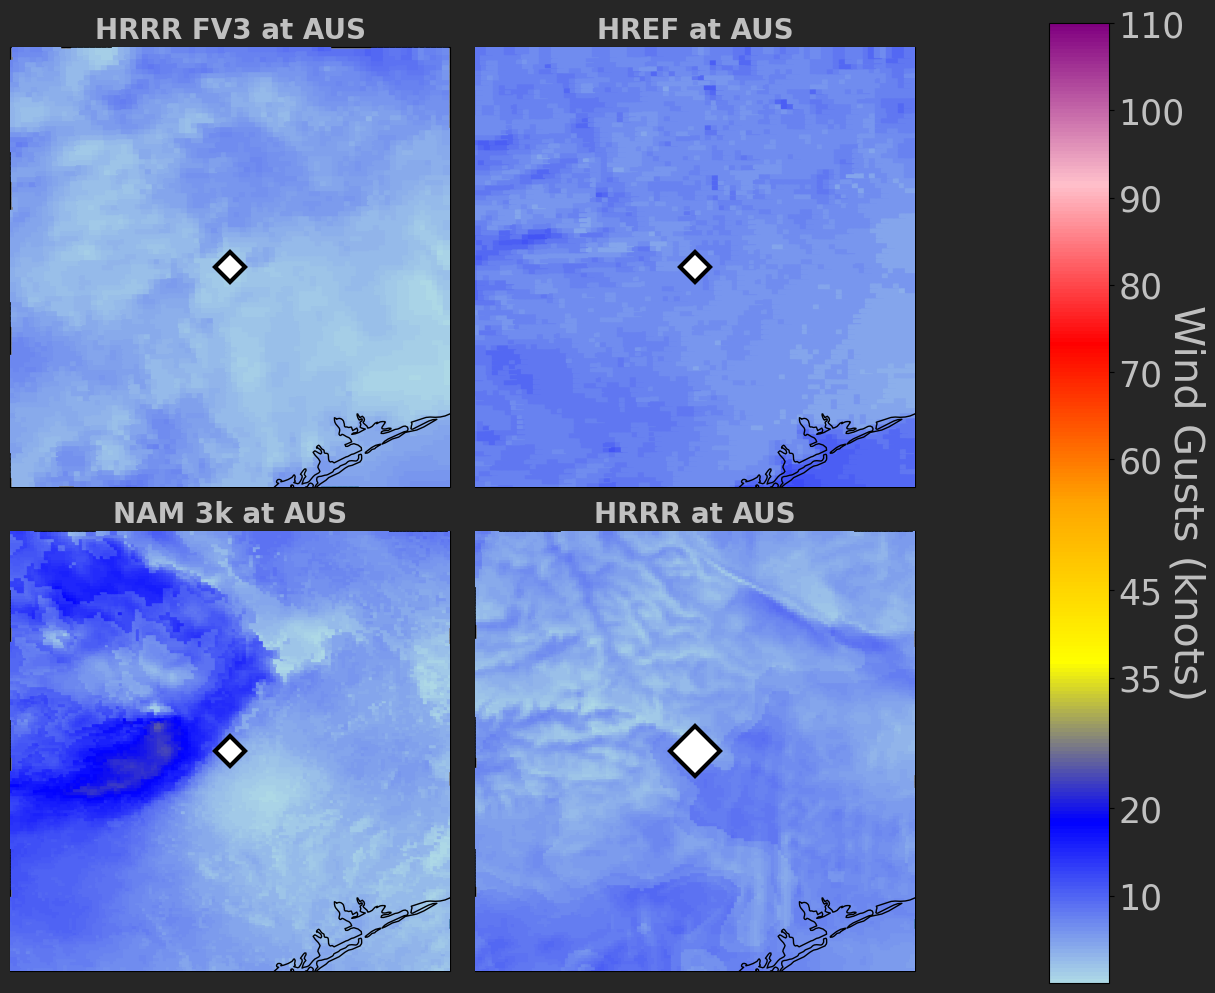 HRRR FV3 at AUS
HREF at AUS
NAM 3k at AUS
HRRR at AUS
110
100
90
80
70
60
45
35
20
10
Wind Gusts (knots)